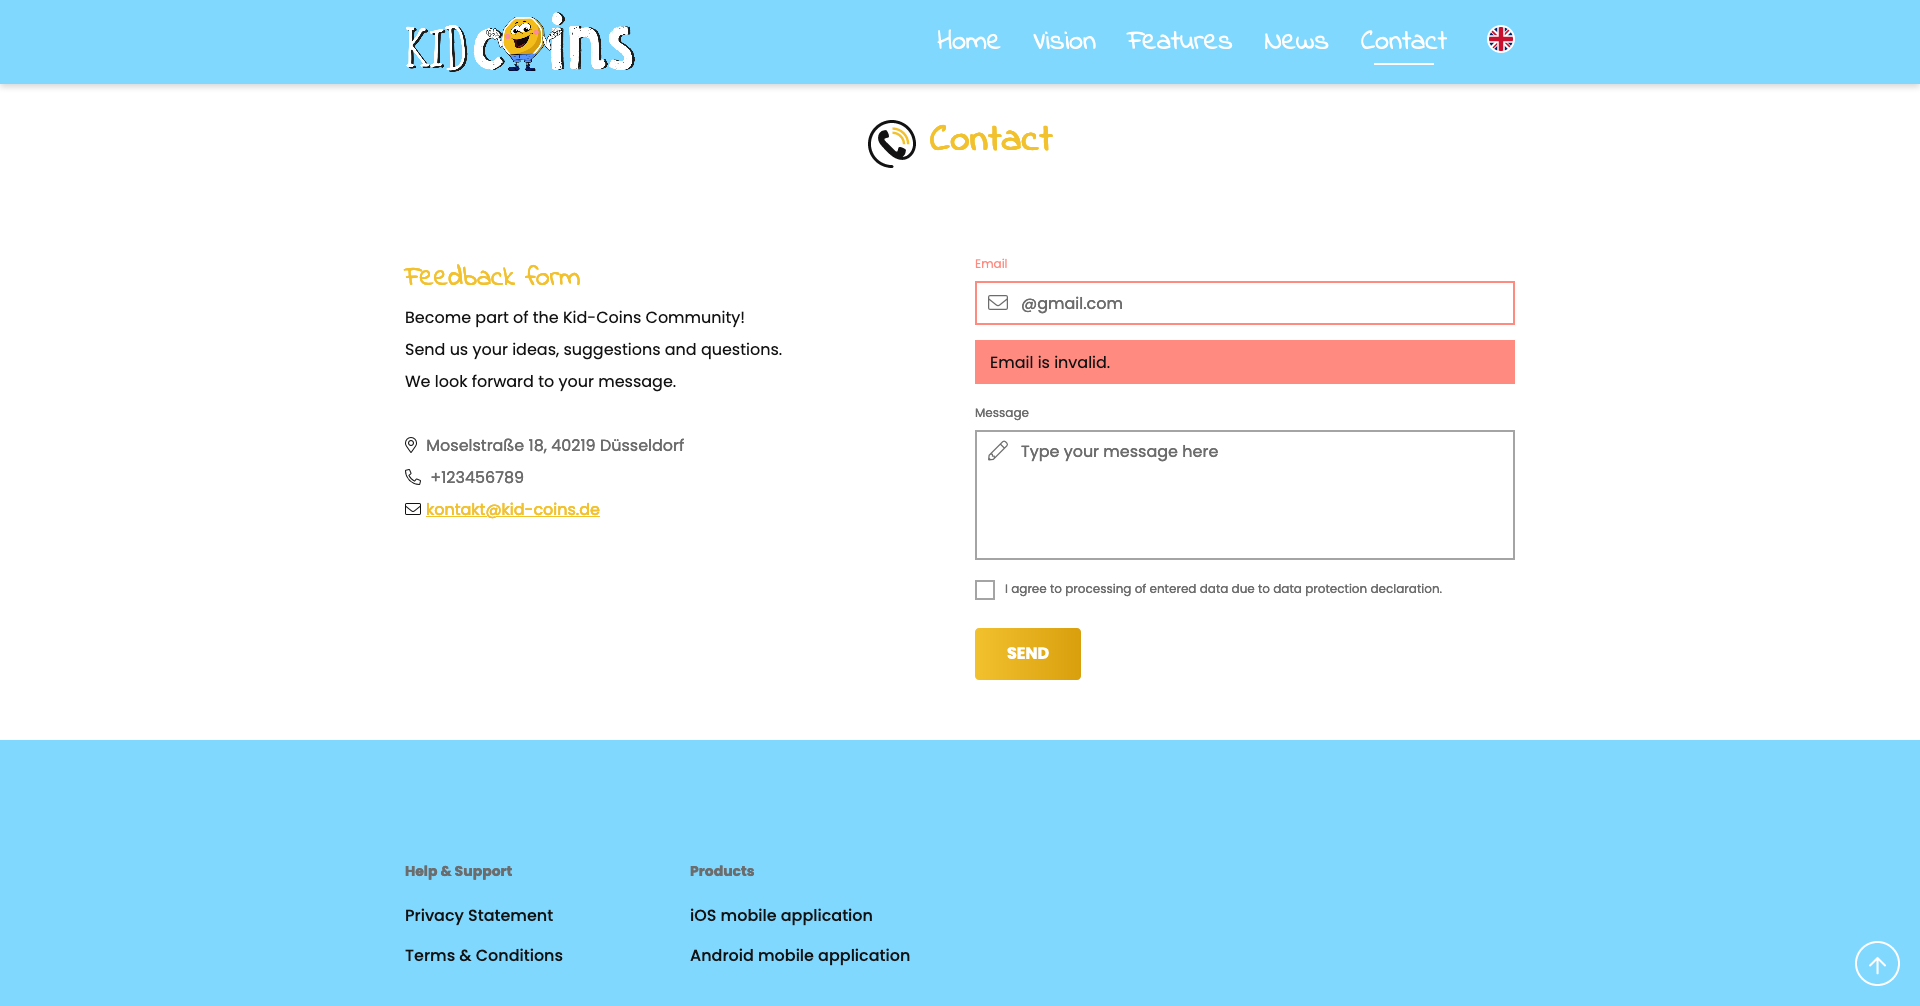 KID coins
Home Vision Features News Contact
Contact
Feedback form
Become part of the Kid-Coins Community!
Send us your ideas, suggestions and questions.
We look forward to your message.
Moselstraße 18, 40219 Düsseldorf
+123456789
kontakt@kid-coins.de
Email
@gmail.com
Email is invalid.
Message
Type your message here
I agree to processing of entered data due to data protection declaration.
SEND
Help & Support
Privacy Statement
Terms & Conditions
Products
iOS mobile application
Android mobile application